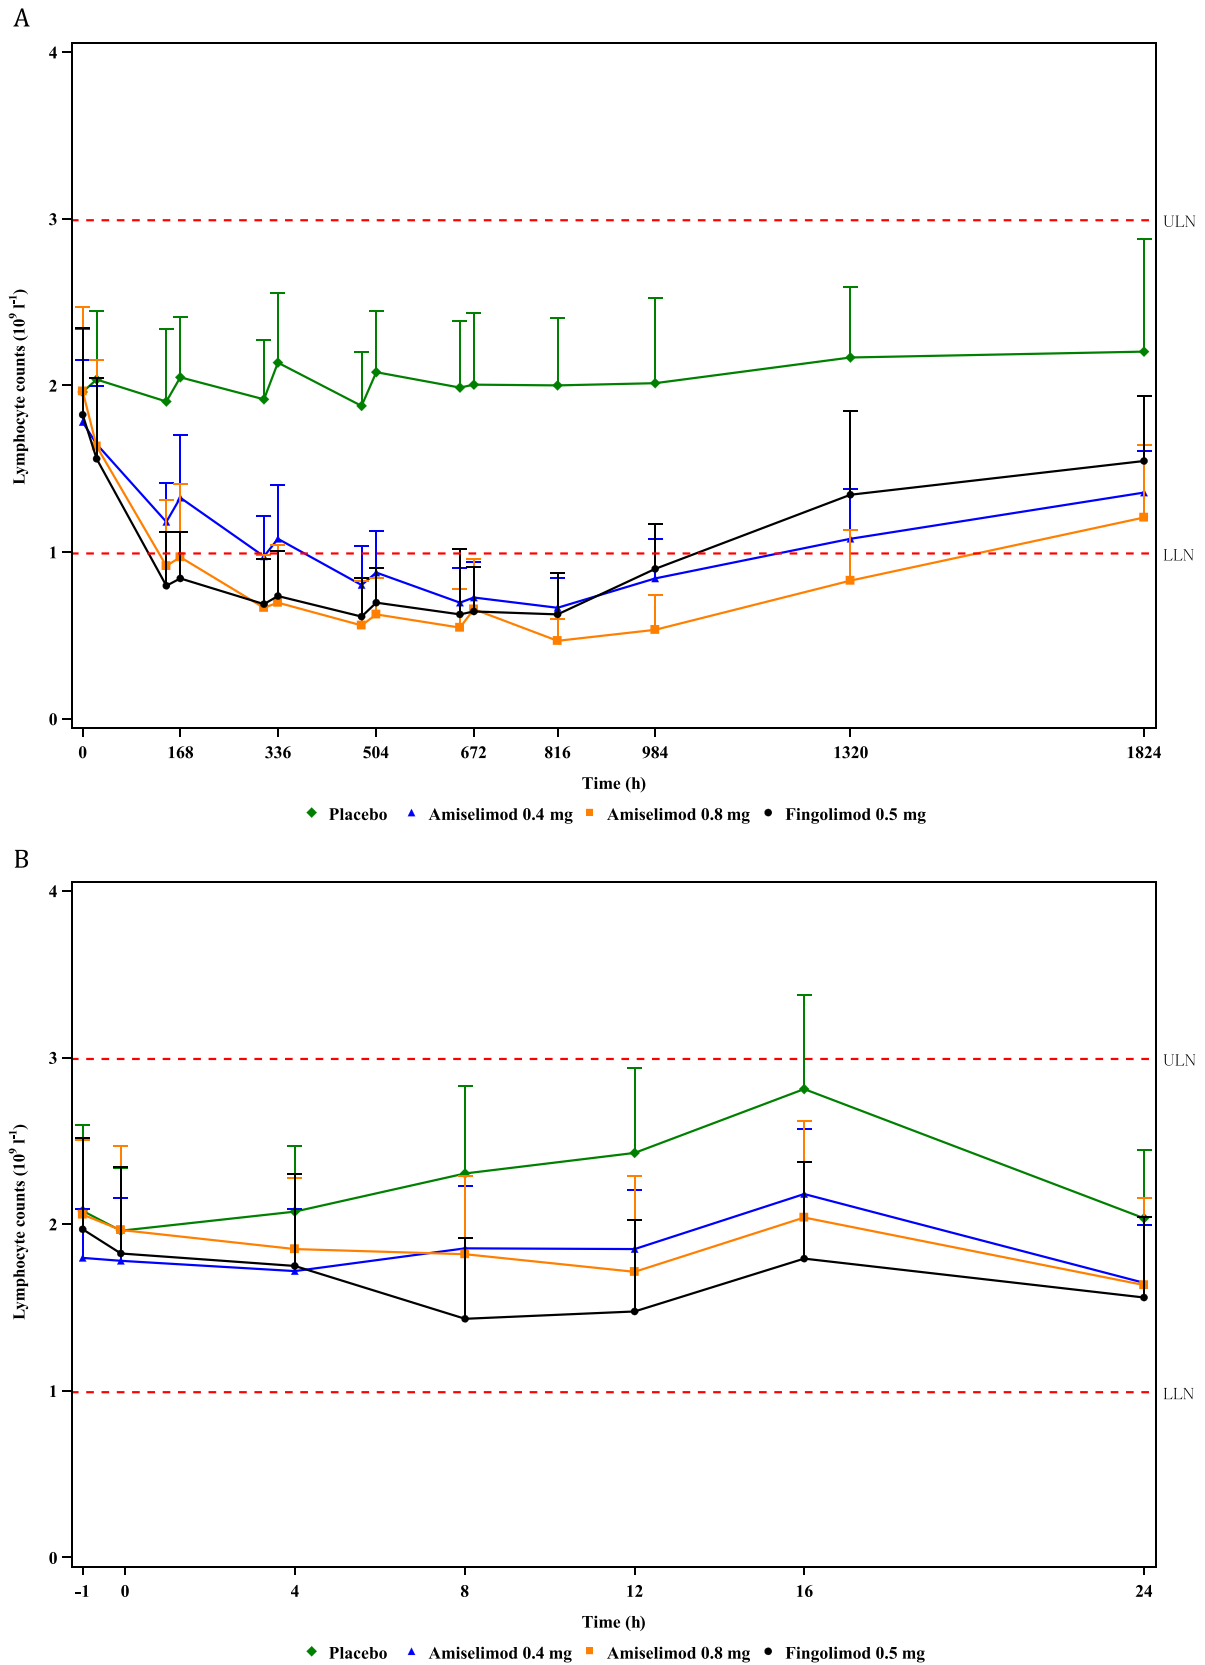 A
4
3
2
1
0
Lymphocyte counts (10⁹ l⁻¹)
ULN
LLN
0 168 336 504 672 816 984 1320 1824
Time (h)
Placebo Amiselimod 0.4 mg Amiselimod 0.8 mg Fingolimod 0.5 mg
B
4
3
2
1
0
Lymphocyte counts (10⁹ l⁻¹)
ULN
LLN
-1 0 4 8 12 16 24
Time (h)
Placebo Amiselimod 0.4 mg Amiselimod 0.8 mg Fingolimod 0.5 mg